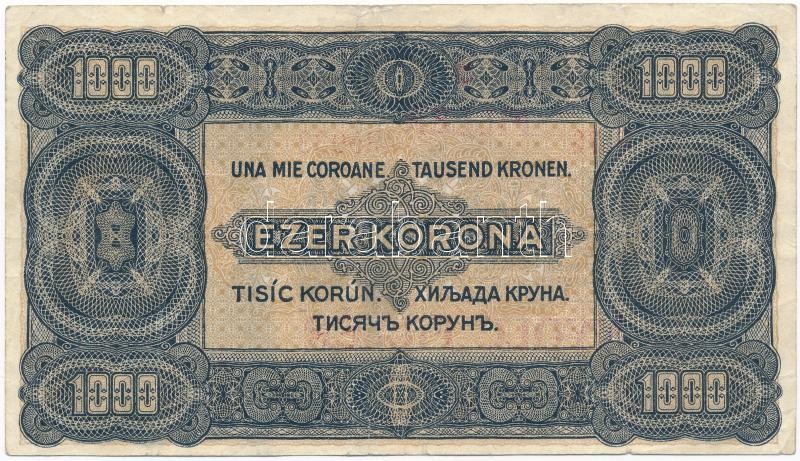 1000 1000
UNA MIE COROANE TAUSEND KRONEN.
EZER KORONA
TISÍC KORÚN. ХИЉАДА КРУНА.
ТИСЯЧЪ КОРУНЪ.
1000 1000